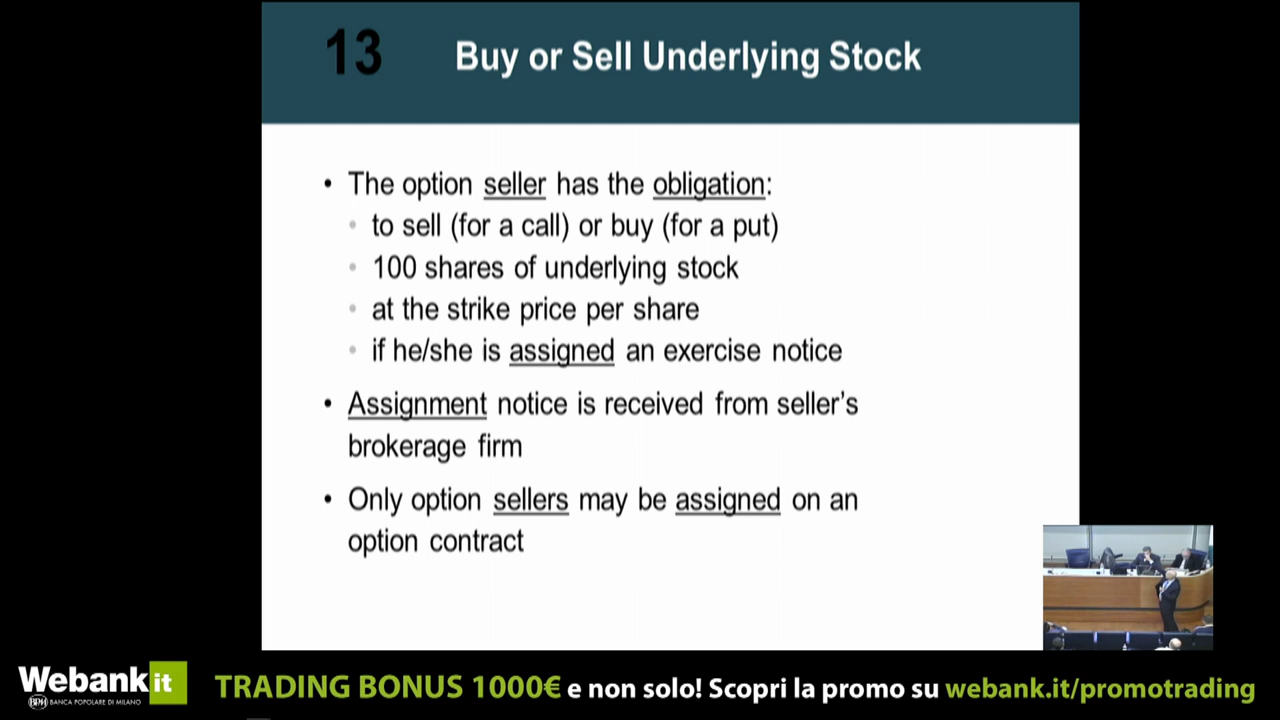 13 Buy or Sell Underlying Stock
• The option seller has the obligation:
• to sell (for a call) or buy (for a put)
• 100 shares of underlying stock
• at the strike price per share
• if he/she is assigned an exercise notice
• Assignment notice is received from seller's
brokerage firm
• Only option sellers may be assigned on an
option contract
Webank it
BPM BANCA POPOLARE DI MILANO
TRADING BONUS 1000€ e non solo! Scopri la promo su webank.it/promotrading